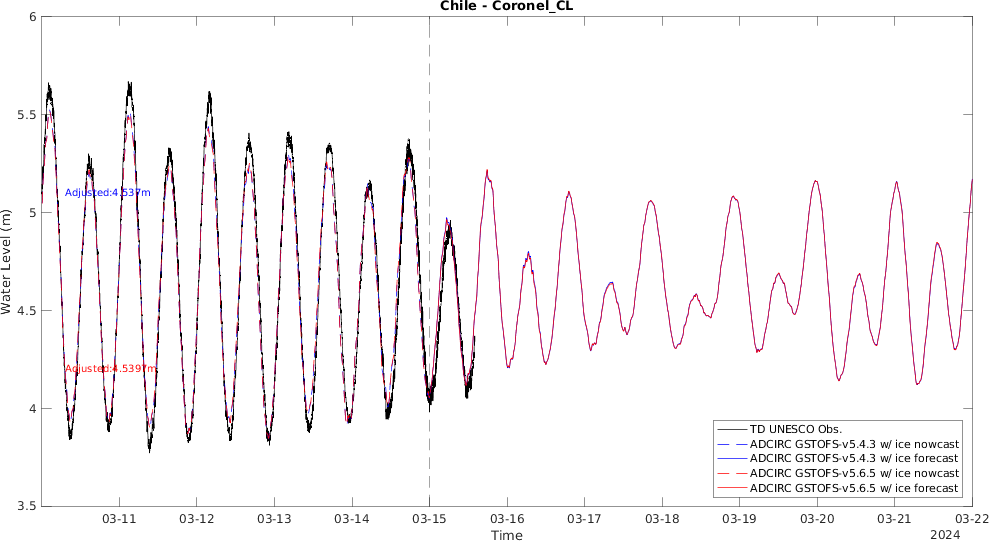 Chile - Coronel_CL
6
5.5
5
4.5
4
3.5
Water Level (m)
Adjusted:4.537m
Adjusted:4.5397m
TD UNESCO Obs.
ADCIRC GSTOFS-v5.4.3 w/ ice nowcast
ADCIRC GSTOFS-v5.4.3 w/ ice forecast
ADCIRC GSTOFS-v5.6.5 w/ ice nowcast
ADCIRC GSTOFS-v5.6.5 w/ ice forecast
03-11 03-12 03-13 03-14 03-15 03-16 03-17 03-18 03-19 03-20 03-21 03-22
Time
2024